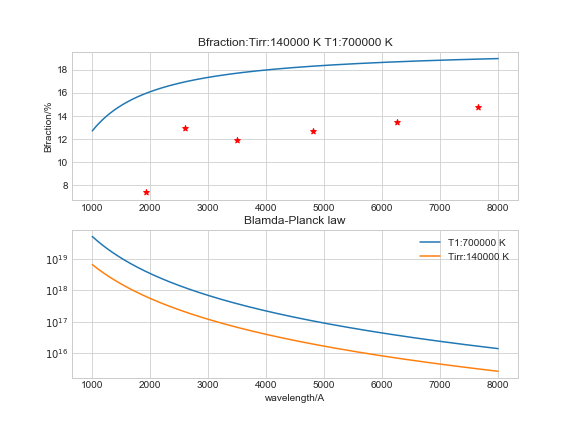 Bfraction:Tirr:140000 K T1:700000 K
Bfraction/%
18
16
14
12
10
8
1000 2000 3000 4000 5000 6000 7000 8000
Blamda-Planck law
T1:700000 K
Tirr:140000 K
10^19
10^18
10^17
10^16
1000 2000 3000 4000 5000 6000 7000 8000
wavelength/A